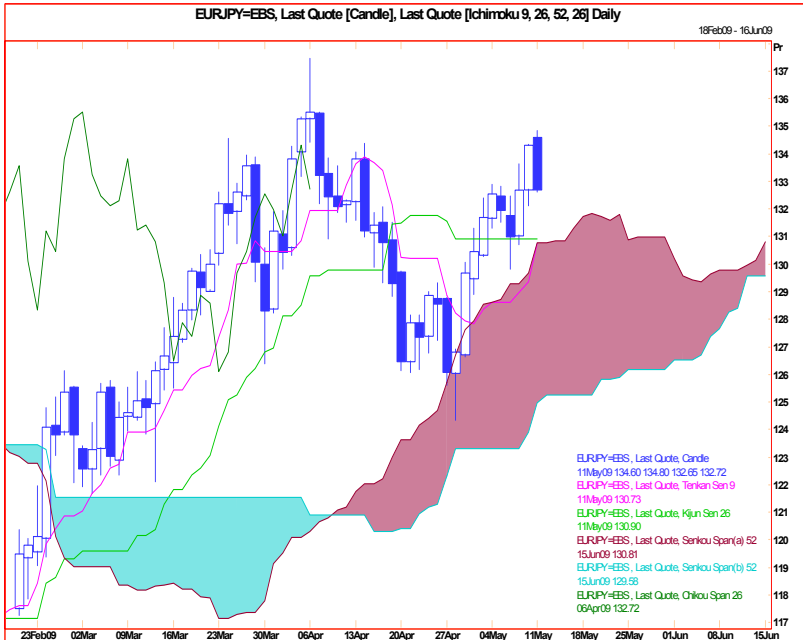 EURJPY=EBS, Last Quote [Candle], Last Quote [Ichimoku 9, 26, 52, 26] Daily
18Feb09 - 16Jun09
Pr
137
136
135
134
133
132
131
130
129
128
127
126
125
124
123
122
121
120
119
118
117
EURJPY=EBS, Last Quote, Candle
11May09 134.60 134.80 132.65 132.72
EURJPY=EBS, Last Quote, Tenkan Sen 9
11May09 130.73
EURJPY=EBS, Last Quote, Kijun Sen 26
11May09 130.90
EURJPY=EBS, Last Quote, Senkou Span(a) 52
15Jun09 130.81
EURJPY=EBS, Last Quote, Senkou Span(b) 52
15Jun09 129.58
EURJPY=EBS, Last Quote, Chikou Span 26
06Apr09 132.72
23Feb09 02Mar 09Mar 16Mar 23Mar 30Mar 06Apr 13Apr 20Apr 27Apr 04May 11May 18May 25May 01Jun 08Jun 15Jun